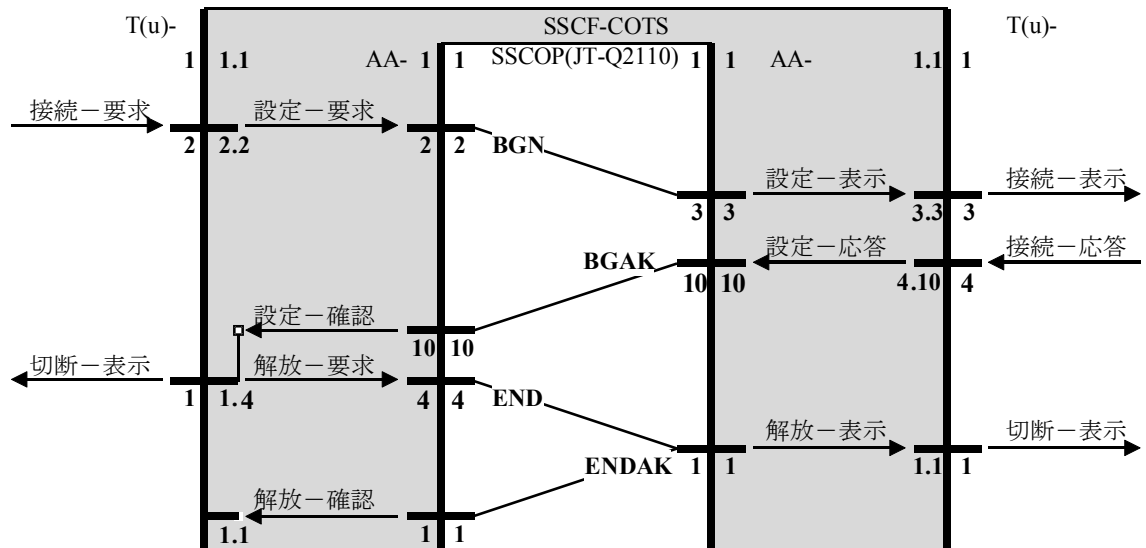 T(u)- SSCF-COTS T(u)-
1 1.1 AA- 1 1 SSCOP(JT-Q2110) 1 1 AA- 1.1 1
接続－要求 設定－要求
2 2.2 2 2 BGN
設定－表示 接続－表示
3 3 3.3 3
BGAK 設定－応答 接続－応答
10 10 4.10 4
設定－確認
10 10
切断－表示 解放－要求
1 1.4 4 4 END
解放－表示 切断－表示
ENDAK 1 1 1.1 1
解放－確認
1.1 1 1